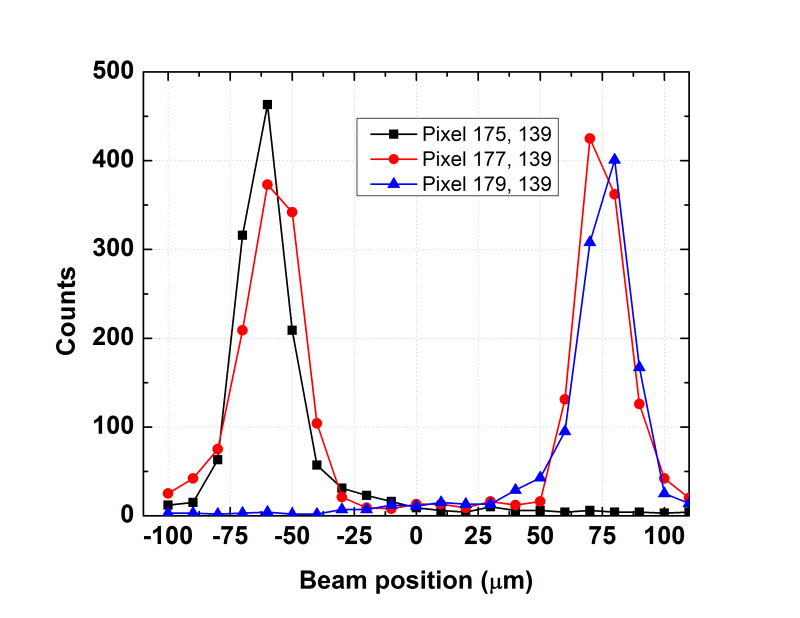 500
400
300
200
100
0
Counts
Pixel 175, 139
Pixel 177, 139
Pixel 179, 139
-100 -75 -50 -25 0 25 50 75 100
Beam position (μm)